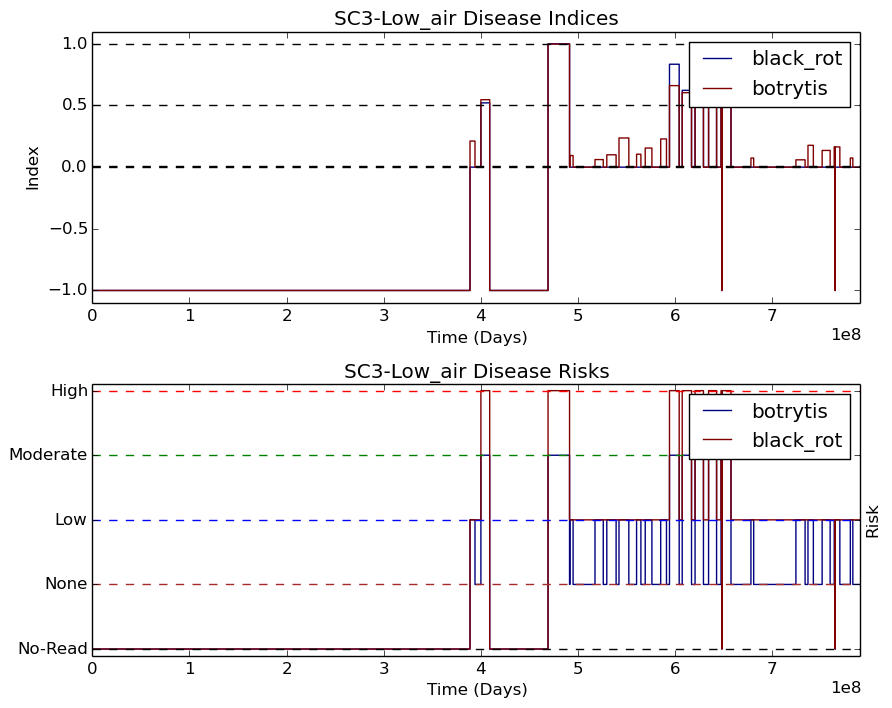 SC3-Low_air Disease Indices
1.0
0.5
0.0
−0.5
−1.0
Index
black_rot
botrytis
0 1 2 3 4 5 6 7
1e8
Time (Days)
SC3-Low_air Disease Risks
High
Moderate
Low
None
No-Read
botrytis
black_rot
Risk
0 1 2 3 4 5 6 7
1e8
Time (Days)